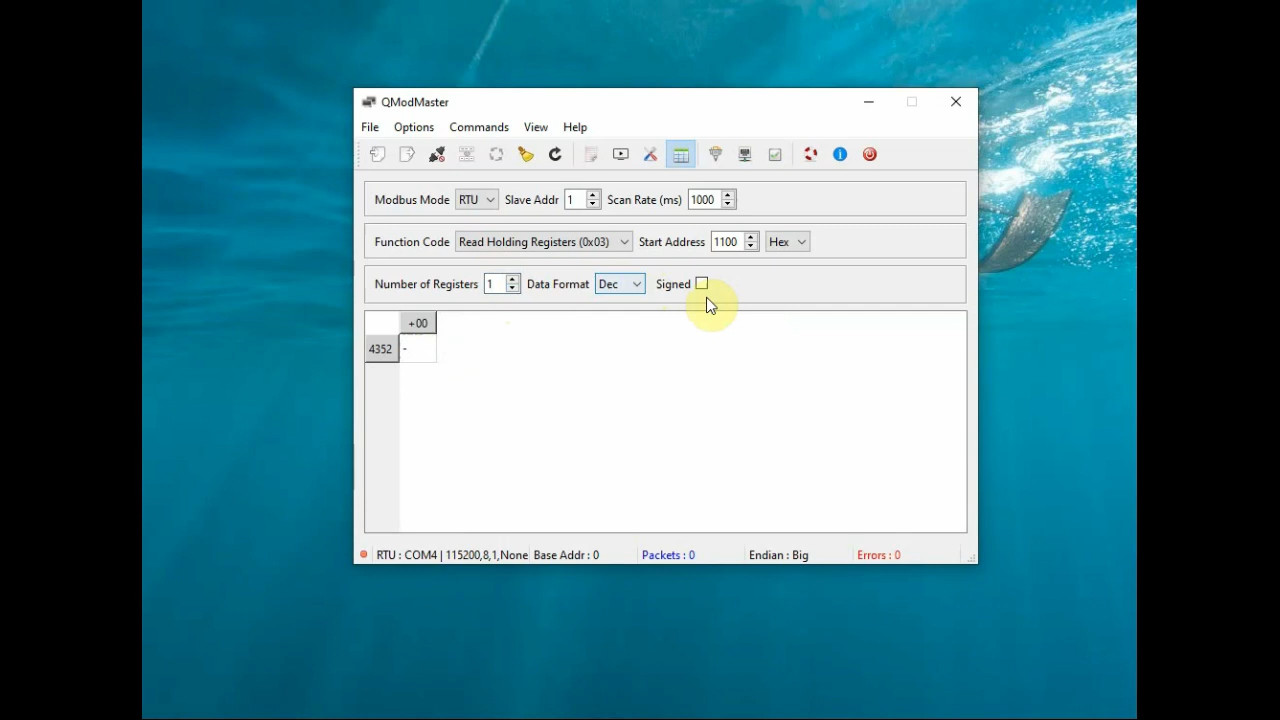 QModMaster
File Options Commands View Help
Modbus Mode RTU Slave Addr 1 Scan Rate (ms) 1000
Function Code Read Holding Registers (0x03) Start Address 1100 Hex
Number of Registers 1 Data Format Dec Signed
+00
4352 -
RTU : COM4 | 115200,8,1,None Base Addr : 0 Packets : 0 Endian : Big Errors : 0